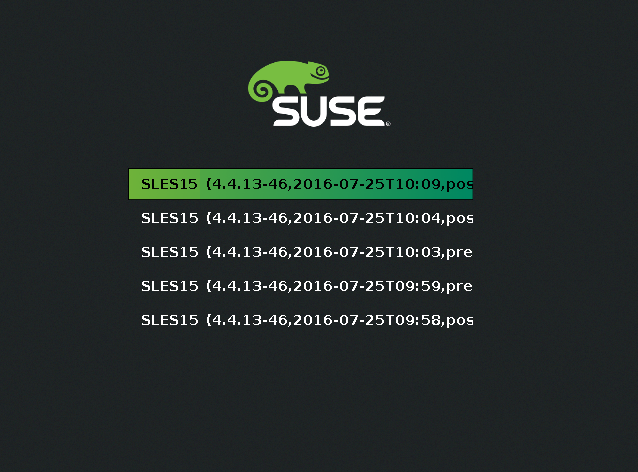 SUSE
SLES15 (4.4.13-46,2016-07-25T10:09,pos
SLES15 (4.4.13-46,2016-07-25T10:04,pos
SLES15 (4.4.13-46,2016-07-25T10:03,pre
SLES15 (4.4.13-46,2016-07-25T09:59,pre
SLES15 (4.4.13-46,2016-07-25T09:58,pos